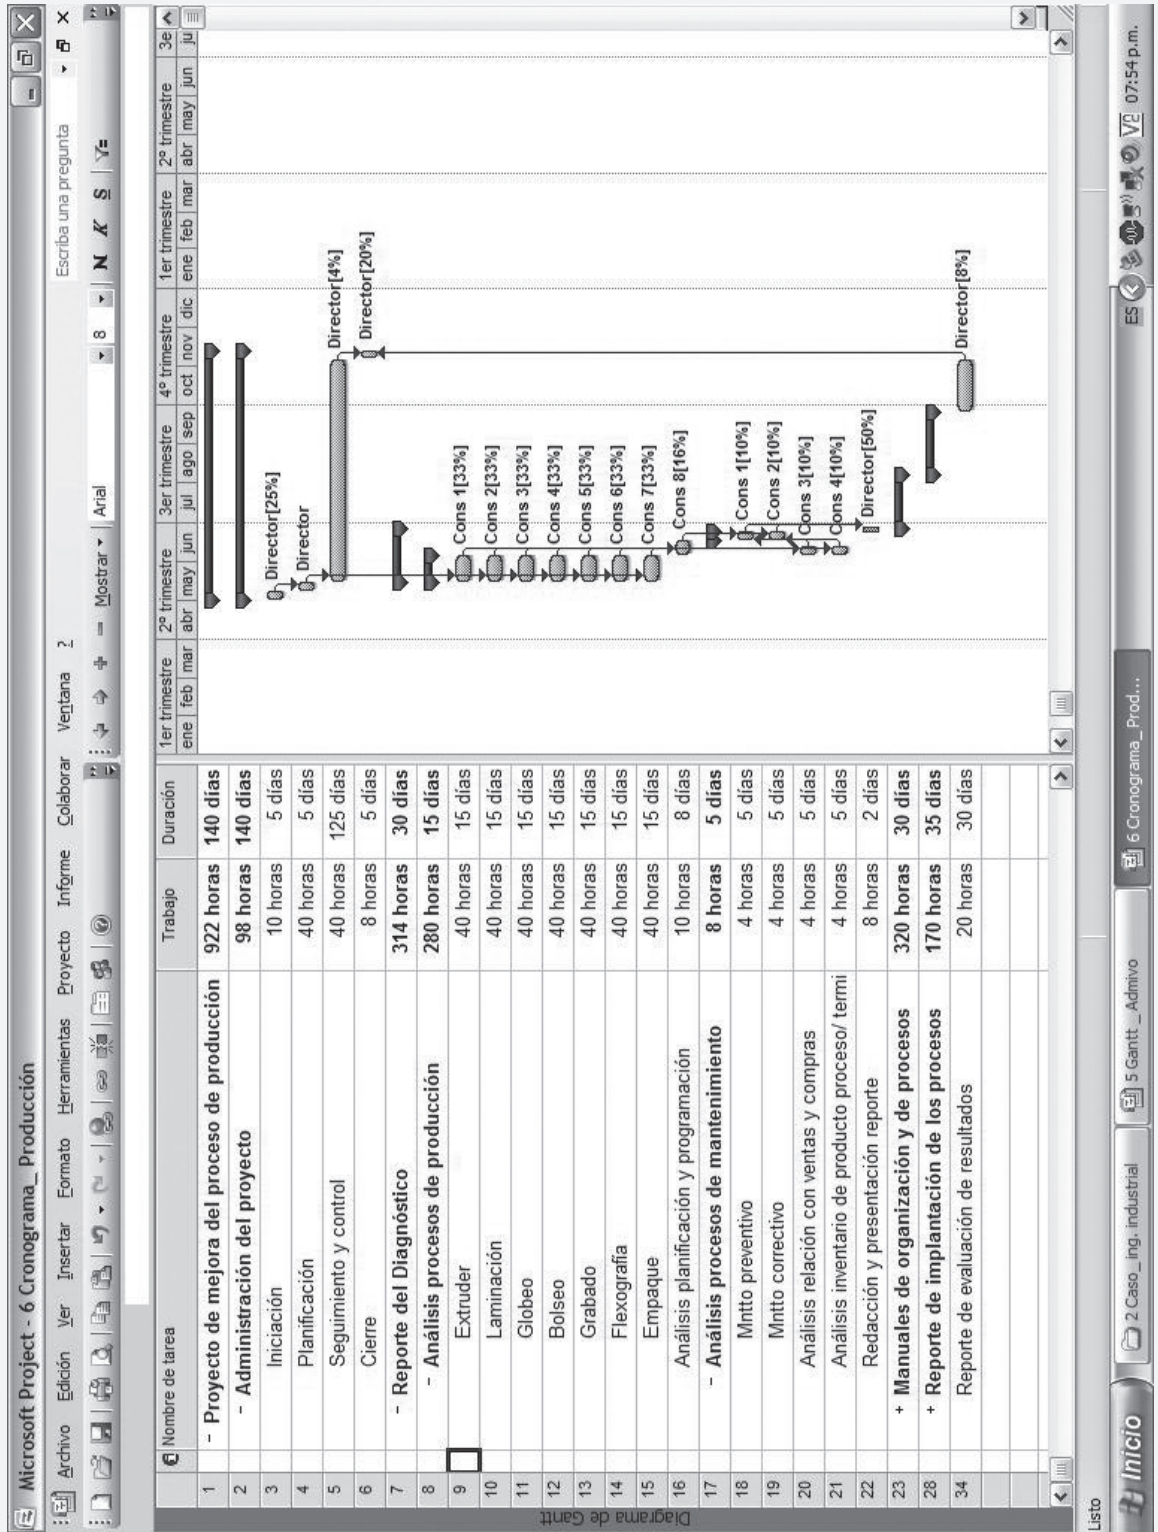 Microsoft Project - 6 Cronograma_ Producción
Archivo Edición Ver Insertar Formato Herramientas Proyecto Informe Colaborar Ventana ? Escriba una pregunta
Mostrar Arial 8 N K S Y=
Nombre de tarea Trabajo Duración
1er trimestre 2º trimestre 3er trimestre 4º trimestre 1er trimestre 2º trimestre 3e
ene feb mar abr may jun jul ago sep oct nov dic ene feb mar abr may jun ju
1 - Proyecto de mejora del proceso de producción 922 horas 140 días
2 - Administración del proyecto 98 horas 140 días
3 Iniciación 10 horas 5 días Director[25%]
4 Planificación 40 horas 5 días Director
5 Seguimiento y control 40 horas 125 días Director[4%]
6 Cierre 8 horas 5 días Director[20%]
7 - Reporte del Diagnóstico 314 horas 30 días
8 - Análisis procesos de producción 280 horas 15 días
9 Extruder 40 horas 15 días Cons 1[33%]
10 Laminación 40 horas 15 días Cons 2[33%]
11 Globeo 40 horas 15 días Cons 3[33%]
12 Bolseo 40 horas 15 días Cons 4[33%]
13 Grabado 40 horas 15 días Cons 5[33%]
14 Flexografía 40 horas 15 días Cons 6[33%]
15 Empaque 40 horas 15 días Cons 7[33%]
16 Análisis planificación y programación 10 horas 8 días Cons 8[16%]
17 - Análisis procesos de mantenimiento 8 horas 5 días
18 Mntto preventivo 4 horas 5 días Cons 1[10%]
19 Mntto correctivo 4 horas 5 días Cons 2[10%]
20 Análisis relación con ventas y compras 4 horas 5 días Cons 3[10%]
21 Análisis inventario de producto proceso/ termi 4 horas 5 días Cons 4[10%]
22 Redacción y presentación reporte 8 horas 2 días Director[50%]
23 + Manuales de organización y de procesos 320 horas 30 días
28 + Reporte de implantación de los procesos 170 horas 35 días
34 Reporte de evaluación de resultados 20 horas 30 días Director[8%]
Diagrama de Gantt
Listo
Inicio 2 Caso_ ing. industrial 5 Gantt _ Admivo 6 Cronograma_ Prod... ES 07:54 p.m.